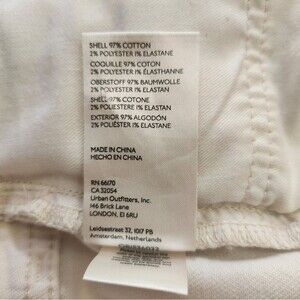 SHELL 97% COTTON
2% POLYESTER 1% ELASTANE
COQUILLE 97% COTON
2% POLYESTER 1% ÉLASTHANNE
OBERSTOFF 97% BAUMWOLLE
2% POLYESTER 1% ELASTAN
SHELL 97% COTONE
2% POLIESTERE 1% ELASTAN
EXTERIOR 97% ALGODÓN
2% POLIÉSTER 1% ELASTANE
MADE IN CHINA
HECHO EN CHINA
RN 66170
CA 32054
Urban Outfitters, Inc.
146 Brick Lane
LONDON, E1 6RU
Leidsestraat 32, 1017 PB
Amsterdam, Netherlands